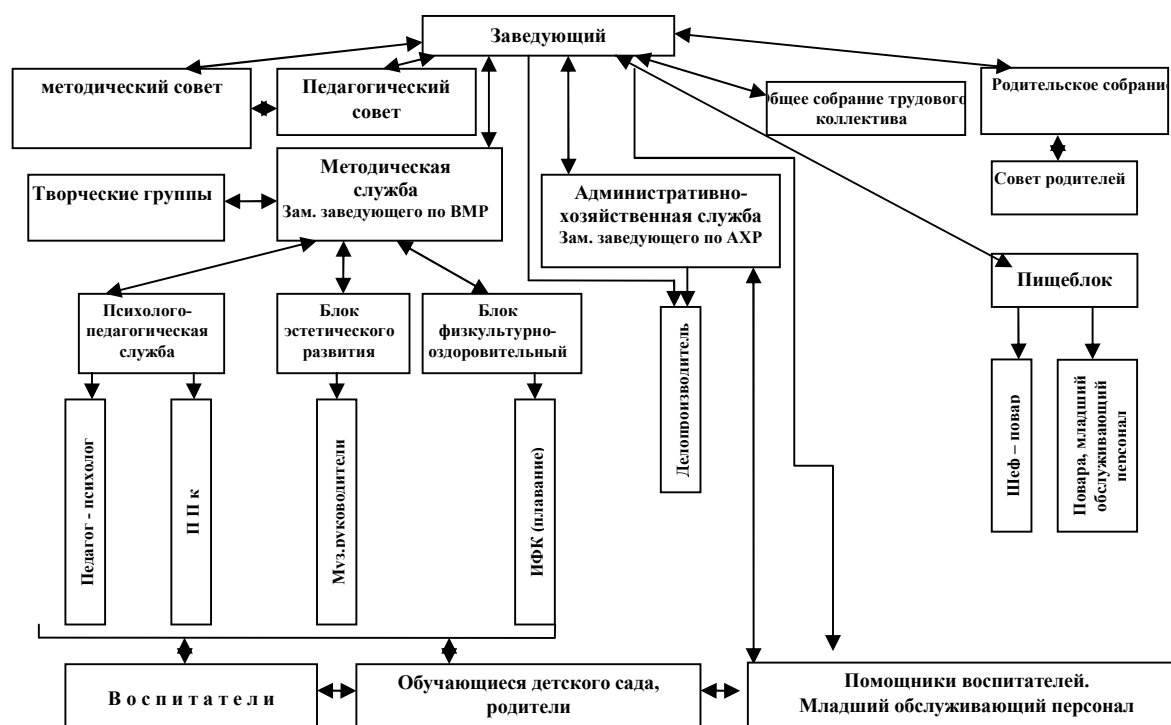 Заведующий
методический совет
Педагогический
совет
бщее собрание трудового
коллектива
Родительское собрание
Творческие группы
Методическая
служба
Зам. заведующего по ВМР
Административно-
хозяйственная служба
Зам. заведующего по АХР
Совет родителей
Пищеблок
Психолого-
педагогическая
служба
Блок
эстетического
развития
Блок
физкультурно-
оздоровительный
Педагог - психолог
П П к
Муз.руководители
ИФК (плавание)
Делопроизводитель
Шеф – повар
Повара, младший
обслуживающий
персонал
В о с п и т а т е л и
Обучающиеся детского сада,
родители
Помощники воспитателей.
Младший обслуживающий персонал